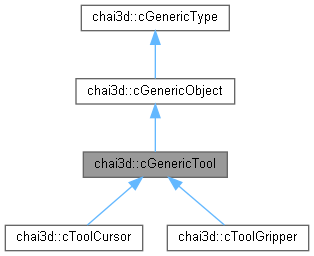 chai3d::cGenericType
chai3d::cGenericObject
chai3d::cGenericTool
chai3d::cToolCursor
chai3d::cToolGripper